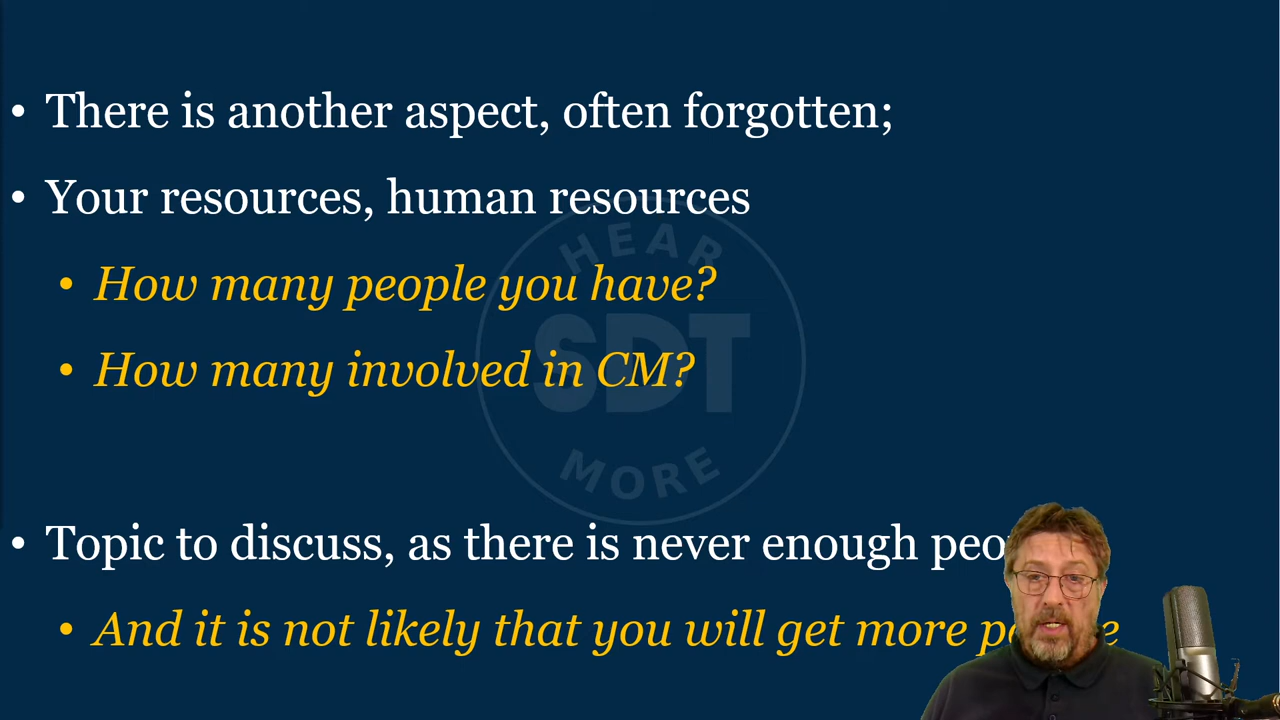 • There is another aspect, often forgotten;
• Your resources, human resources
• How many people you have?
• How many involved in CM?
HEAR
SDT
MORE
• Topic to discuss, as there is never enough
• And it is not likely that you will get more